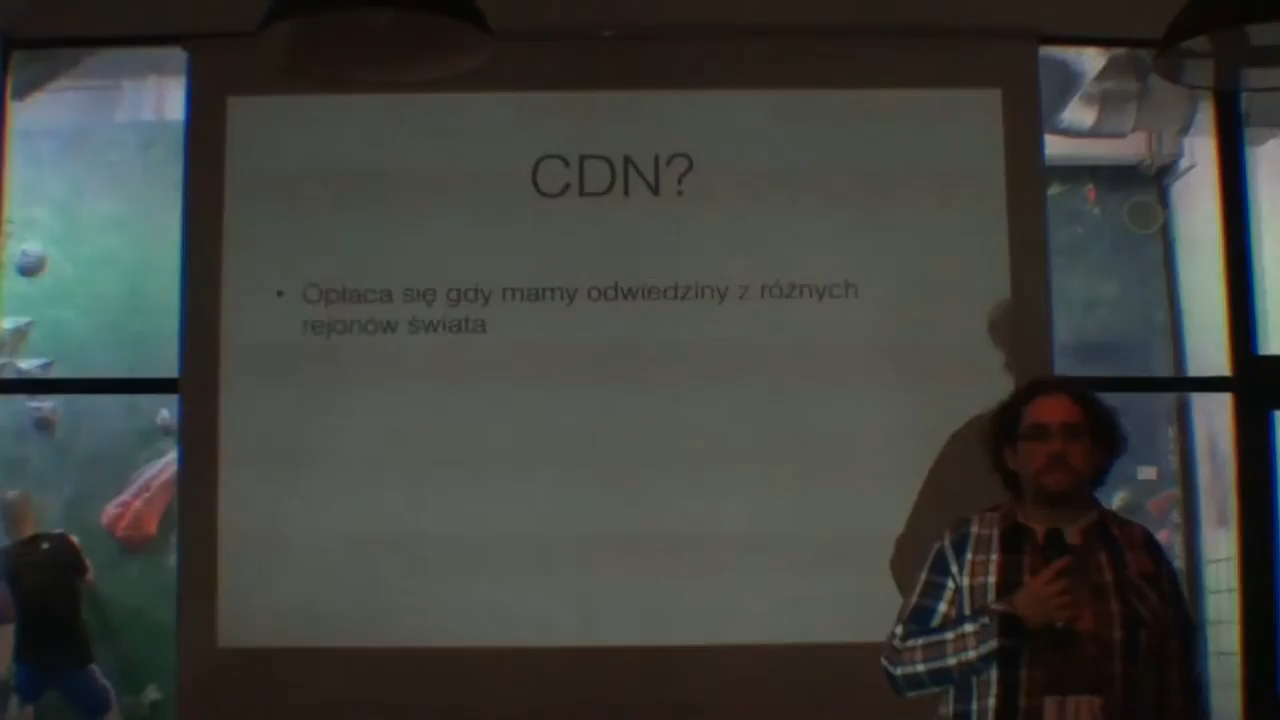 CDN?
• Opłaca się gdy mamy odwiedziny z różnych
rejonów świata